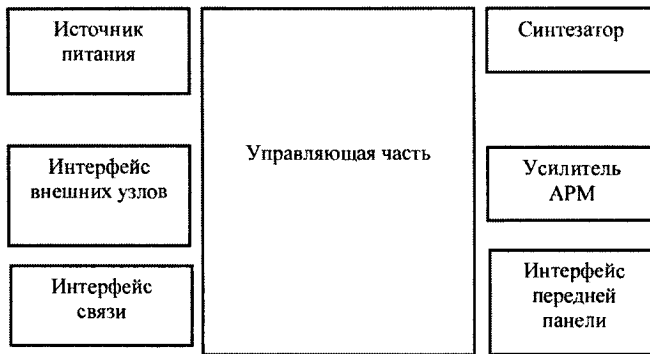 Источник
питания
Интерфейс
внешних узлов
Интерфейс
связи
Управляющая часть
Синтезатор
Усилитель
АРМ
Интерфейс
передней
панели